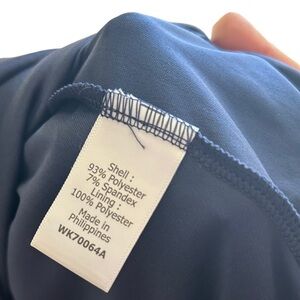 Shell :
93% Polyester
7% Spandex
Lining :
100% Polyester
Made in
Philippines
WK70064A